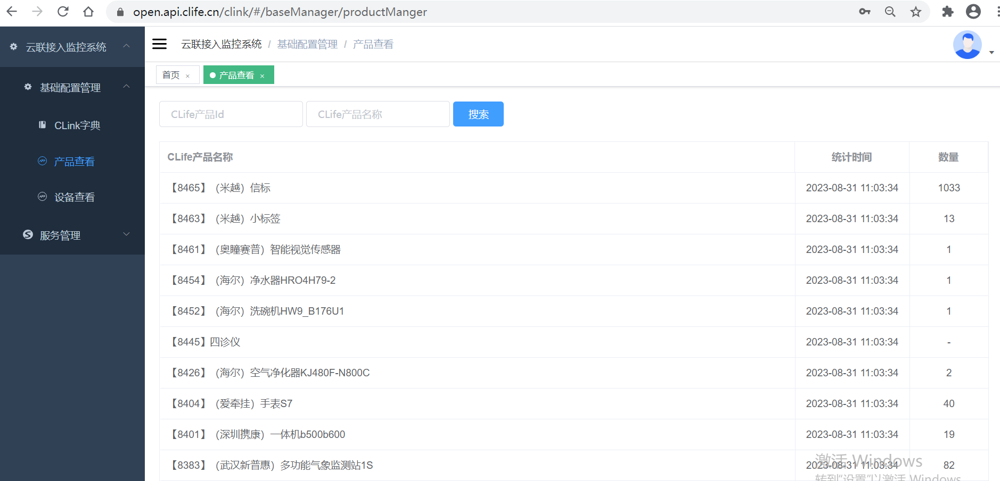 open.api.clife.cn/clink/#/baseManager/productManger
云联接入监控系统
基础配置管理
CLink字典
产品查看
设备查看
服务管理
云联接入监控系统 / 基础配置管理 / 产品查看
首页 × 产品查看 ×
CLife产品Id CLife产品名称 搜索
CLife产品名称 统计时间 数量
【8465】（米越）信标 2023-08-31 11:03:34 1033
【8463】（米越）小标签 2023-08-31 11:03:34 13
【8461】（奥瞳赛普）智能视觉传感器 2023-08-31 11:03:34 1
【8454】（海尔）净水器HRO4H79-2 2023-08-31 11:03:34 1
【8452】（海尔）洗碗机HW9_B176U1 2023-08-31 11:03:34 1
【8445】四诊仪 2023-08-31 11:03:34 -
【8426】（海尔）空气净化器KJ480F-N800C 2023-08-31 11:03:34 2
【8404】（爱牵挂）手表S7 2023-08-31 11:03:34 40
【8401】（深圳携康）一体机b500b600 2023-08-31 11:03:34 19
【8383】（武汉新普惠）多功能气象监测站1S 2023-08-31 11:03:34 82
激活 Windows
转到“设置”以激活 Windows